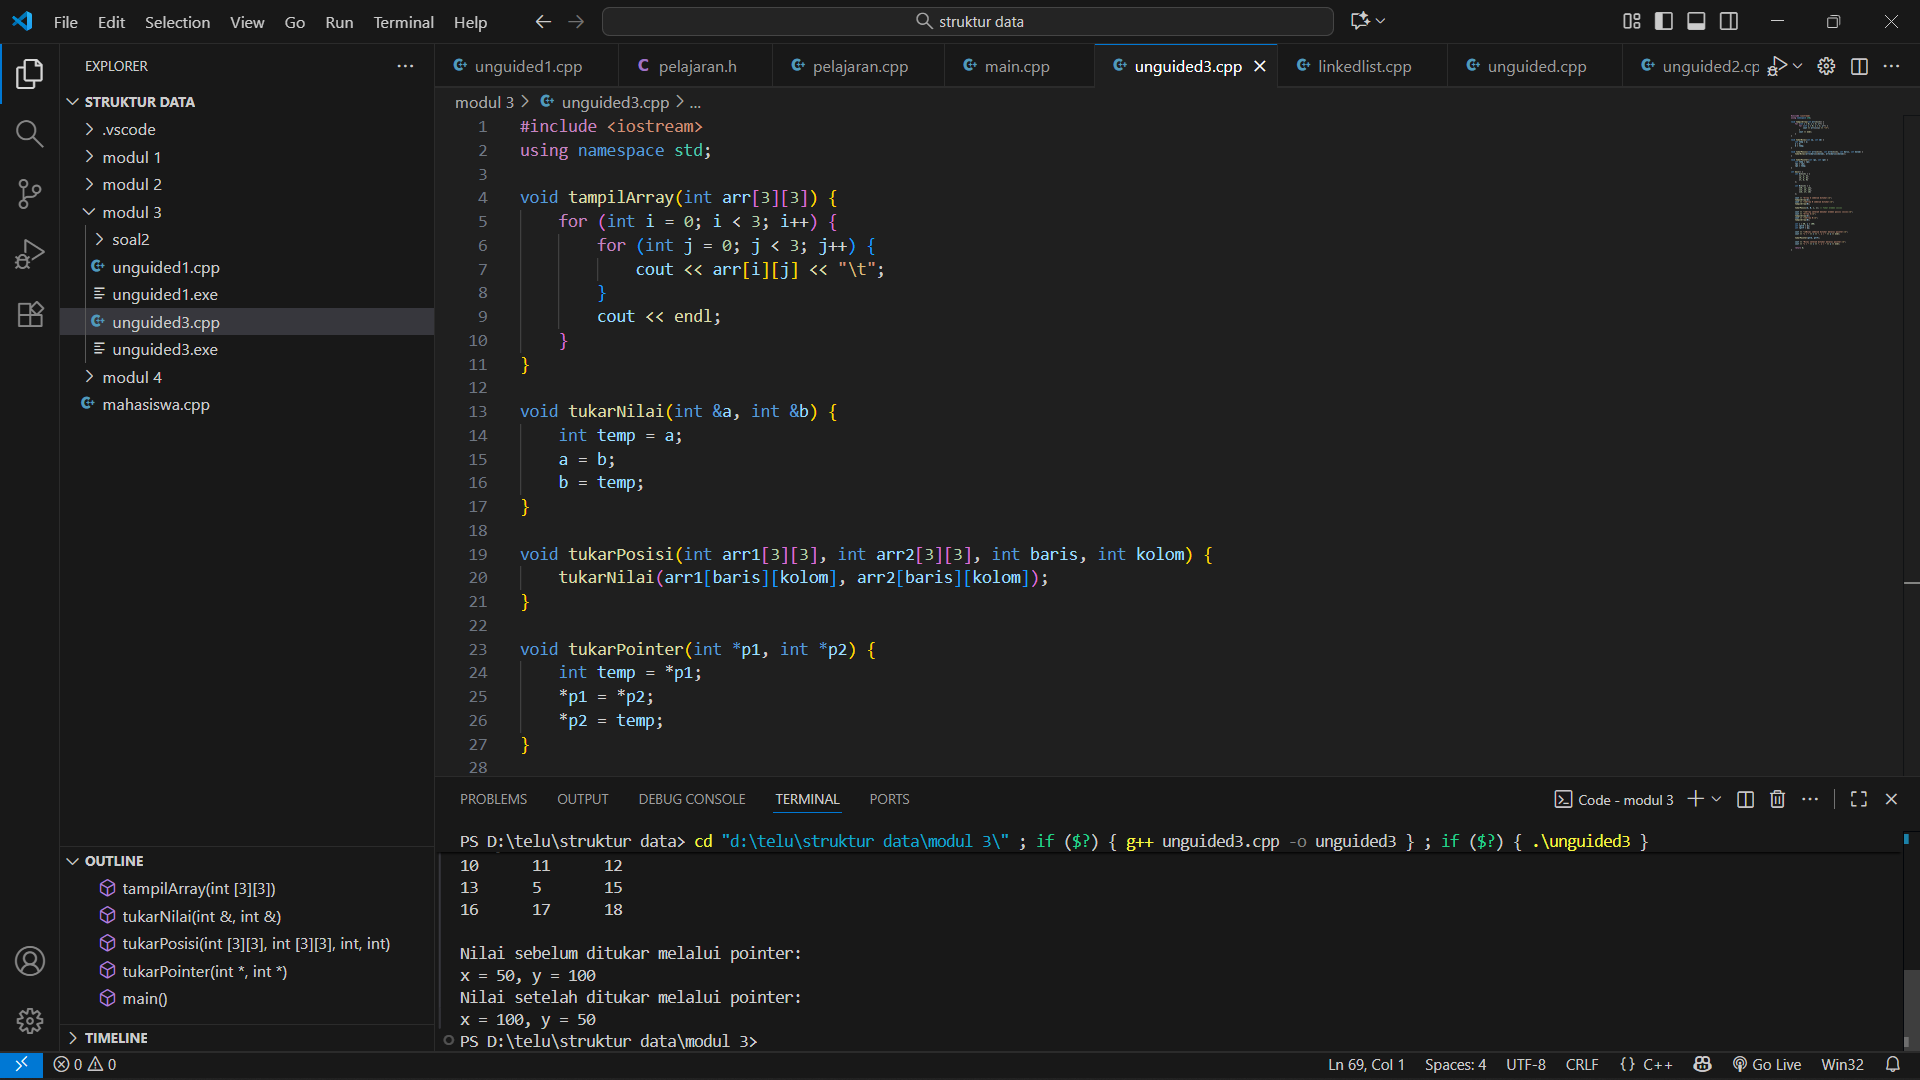 File Edit Selection View Go Run Terminal Help
struktur data
EXPLORER
STRUKTUR DATA
.vscode
modul 1
modul 2
modul 3
soal2
unguided1.cpp
unguided1.exe
unguided3.cpp
unguided3.exe
modul 4
mahasiswa.cpp
OUTLINE
tampilArray(int [3][3])
tukarNilai(int &, int &)
tukarPosisi(int [3][3], int [3][3], int, int)
tukarPointer(int *, int *)
main()
TIMELINE
unguided1.cpp pelajaran.h pelajaran.cpp main.cpp unguided3.cpp linkedlist.cpp unguided.cpp unguided2.cp
modul 3 > unguided3.cpp > ...
1 #include <iostream>
2 using namespace std;
3
4 void tampilArray(int arr[3][3]) {
5 for (int i = 0; i < 3; i++) {
6 for (int j = 0; j < 3; j++) {
7 cout << arr[i][j] << "\t";
8 }
9 cout << endl;
10 }
11 }
12
13 void tukarNilai(int &a, int &b) {
14 int temp = a;
15 a = b;
16 b = temp;
17 }
18
19 void tukarPosisi(int arr1[3][3], int arr2[3][3], int baris, int kolom) {
20 tukarNilai(arr1[baris][kolom], arr2[baris][kolom]);
21 }
22
23 void tukarPointer(int *p1, int *p2) {
24 int temp = *p1;
25 *p1 = *p2;
26 *p2 = temp;
27 }
28
PROBLEMS OUTPUT DEBUG CONSOLE TERMINAL PORTS
Code - modul 3
PS D:\telu\struktur data> cd "d:\telu\struktur data\modul 3\" ; if ($?) { g++ unguided3.cpp -o unguided3 } ; if ($?) { .\unguided3 }
10 11 12
13 5 15
16 17 18
Nilai sebelum ditukar melalui pointer:
x = 50, y = 100
Nilai setelah ditukar melalui pointer:
x = 100, y = 50
PS D:\telu\struktur data\modul 3>
0 0
Ln 69, Col 1 Spaces: 4 UTF-8 CRLF {} C++ Go Live Win32